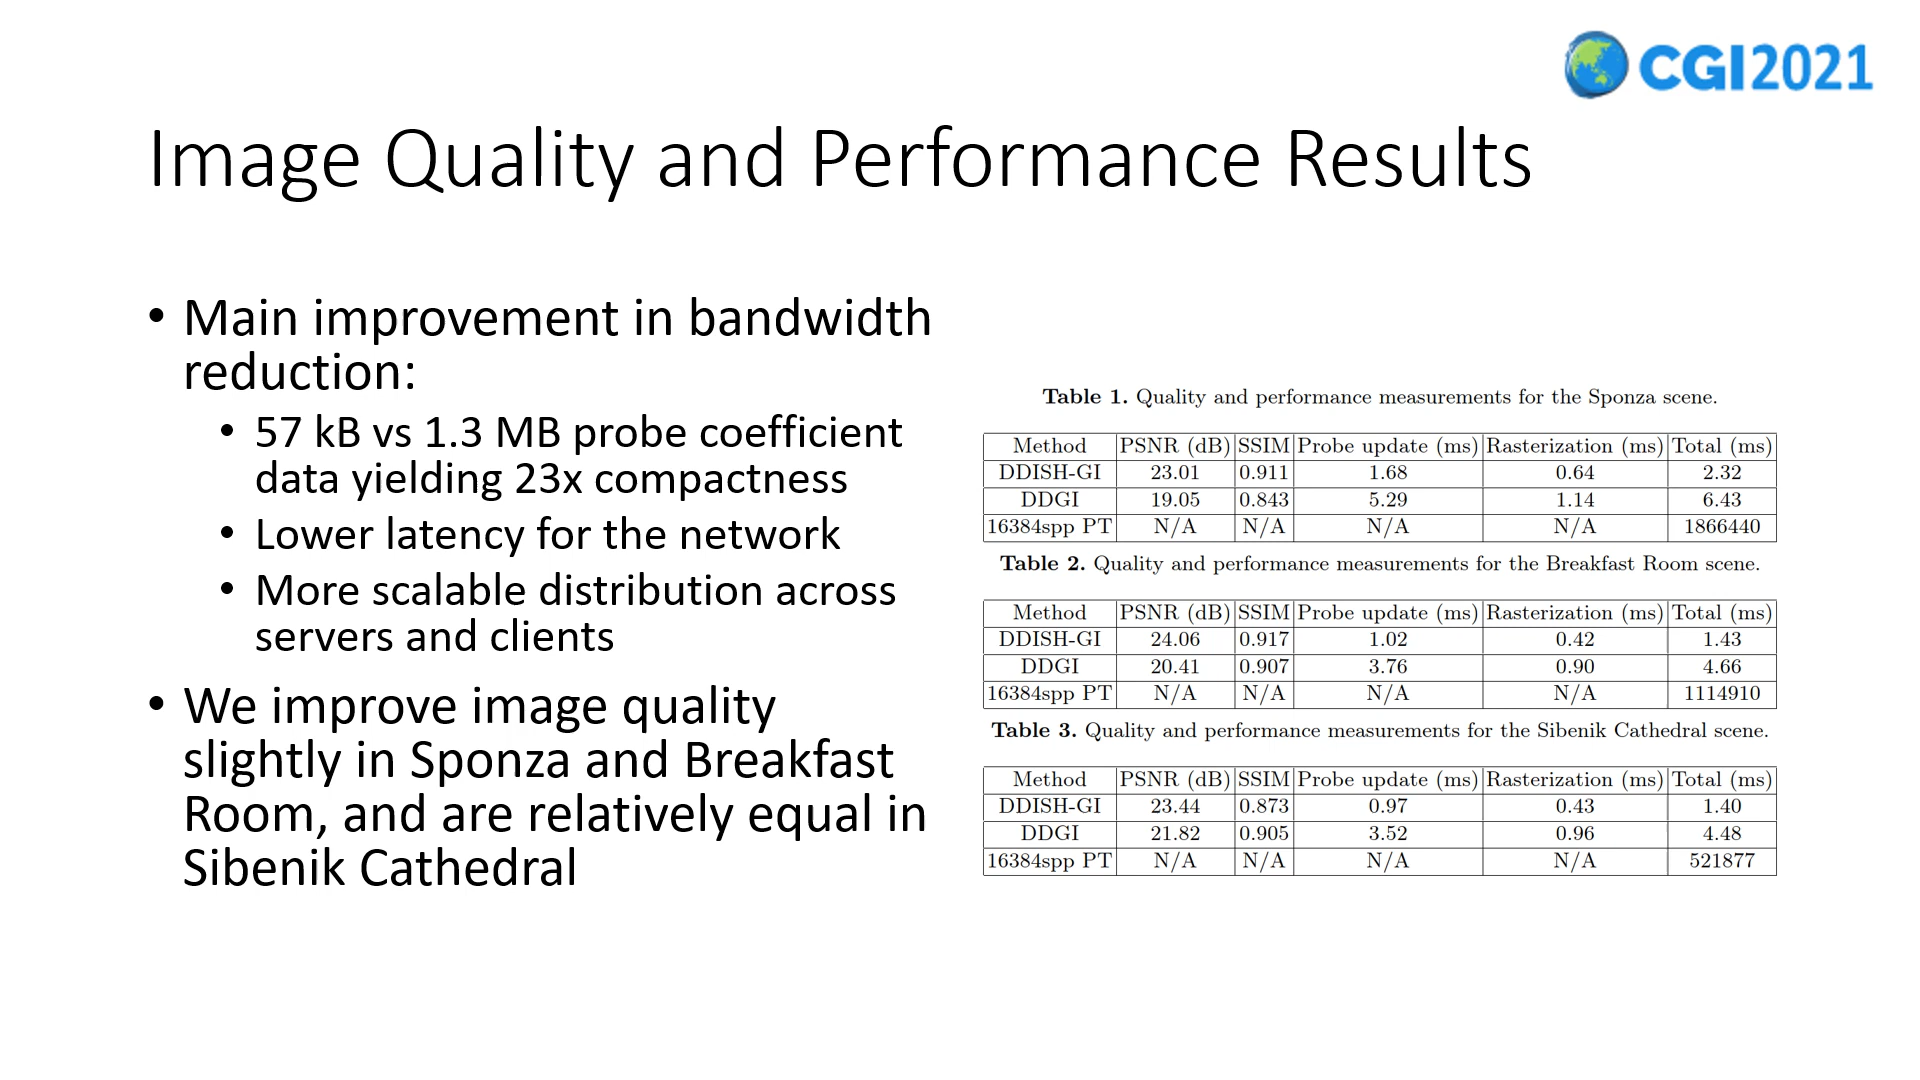 CGI2021
Image Quality and Performance Results
• Main improvement in bandwidth
reduction:
• 57 kB vs 1.3 MB probe coefficient
data yielding 23x compactness
• Lower latency for the network
• More scalable distribution across
servers and clients
• We improve image quality
slightly in Sponza and Breakfast
Room, and are relatively equal in
Sibenik Cathedral
Table 1. Quality and performance measurements for the Sponza scene.
Method PSNR (dB) SSIM Probe update (ms) Rasterization (ms) Total (ms)
DDISH-GI 23.01 0.911 1.68 0.64 2.32
DDGI 19.05 0.843 5.29 1.14 6.43
16384spp PT N/A N/A N/A N/A 1866440
Table 2. Quality and performance measurements for the Breakfast Room scene.
Method PSNR (dB) SSIM Probe update (ms) Rasterization (ms) Total (ms)
DDISH-GI 24.06 0.917 1.02 0.42 1.43
DDGI 20.41 0.907 3.76 0.90 4.66
16384spp PT N/A N/A N/A N/A 1114910
Table 3. Quality and performance measurements for the Sibenik Cathedral scene.
Method PSNR (dB) SSIM Probe update (ms) Rasterization (ms) Total (ms)
DDISH-GI 23.44 0.873 0.97 0.43 1.40
DDGI 21.82 0.905 3.52 0.96 4.48
16384spp PT N/A N/A N/A N/A 521877